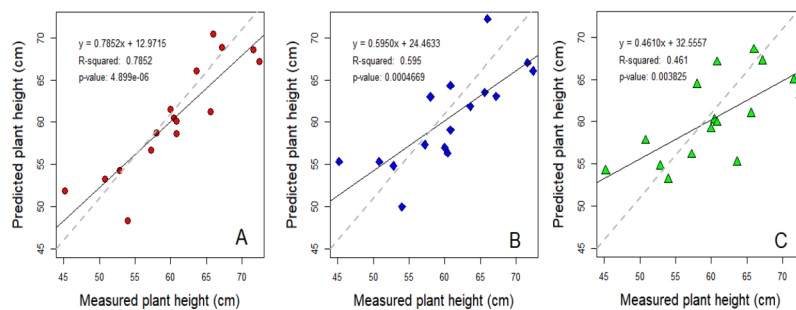 y = 0.7852x + 12.9715
R-squared: 0.7852
p-value: 4.899e-06
A
Predicted plant height (cm)
45 50 55 60 65 70
45 50 55 60 65 70
Measured plant height (cm)
y = 0.5950x + 24.4633
R-squared: 0.595
p-value: 0.0004669
B
Predicted plant height (cm)
45 50 55 60 65 70
45 50 55 60 65 70
Measured plant height (cm)
y = 0.4610x + 32.5557
R-squared: 0.461
p-value: 0.003825
C
Predicted plant height (cm)
45 50 55 60 65 70
45 50 55 60 65 70
Measured plant height (cm)